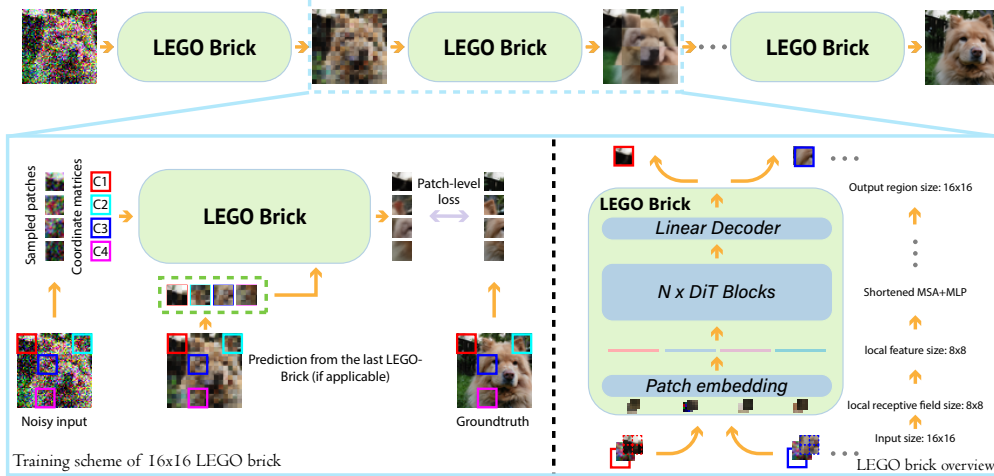 LEGO Brick
LEGO Brick
LEGO Brick
Sampled patches
Coordinate matrices
C1
C2
C3
C4
LEGO Brick
Patch-level
loss
Prediction from the last LEGO-
Brick (if applicable)
Noisy input
Groundtruth
Training scheme of 16x16 LEGO brick
LEGO Brick
Linear Decoder
N x DiT Blocks
Patch embedding
Output region size: 16x16
Shortened MSA+MLP
local feature size: 8x8
local receptive field size: 8x8
Input size: 16x16
LEGO brick overview